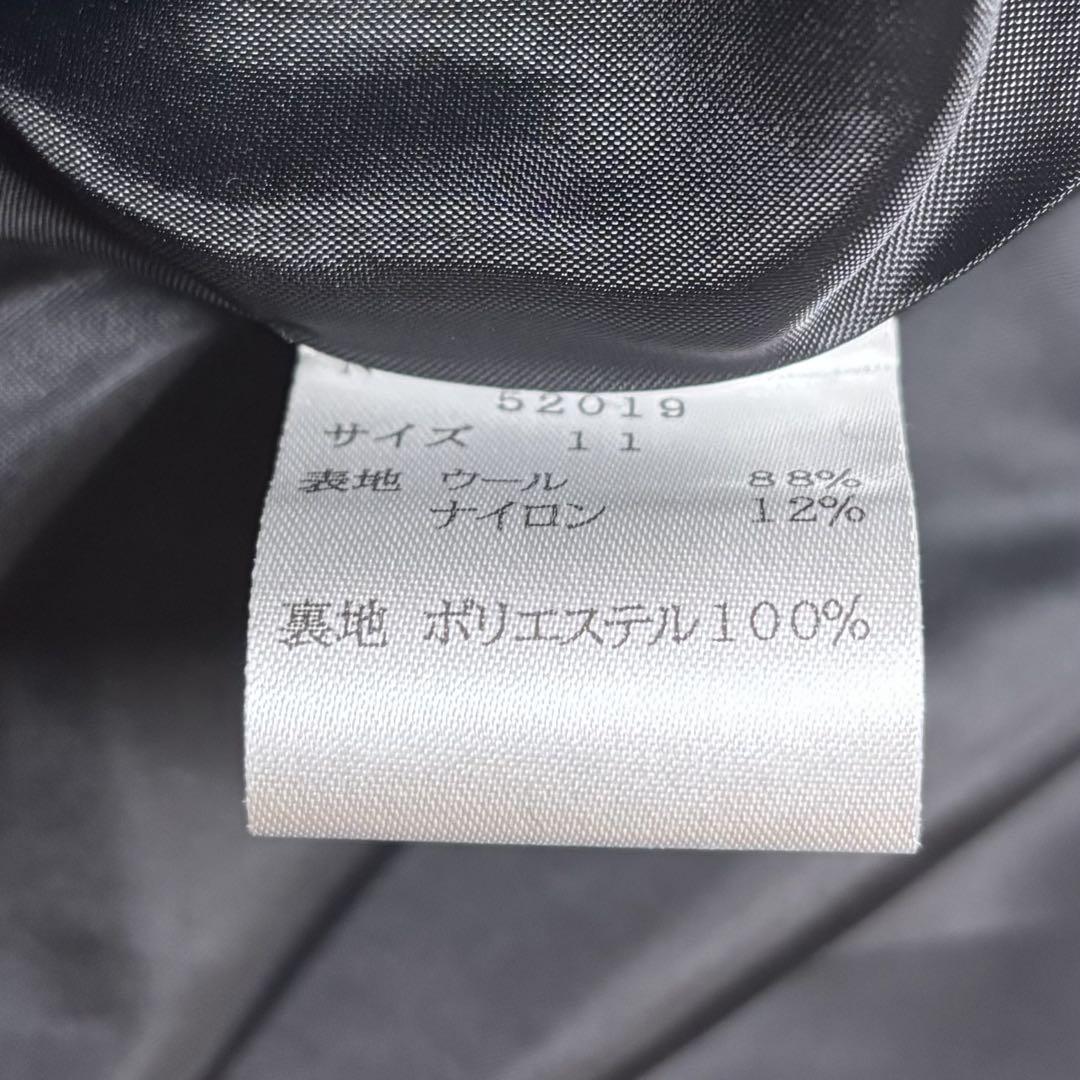 52019
サイズ 11
表地 ウール 88%
ナイロン 12%
裏地 ポリエステル100%